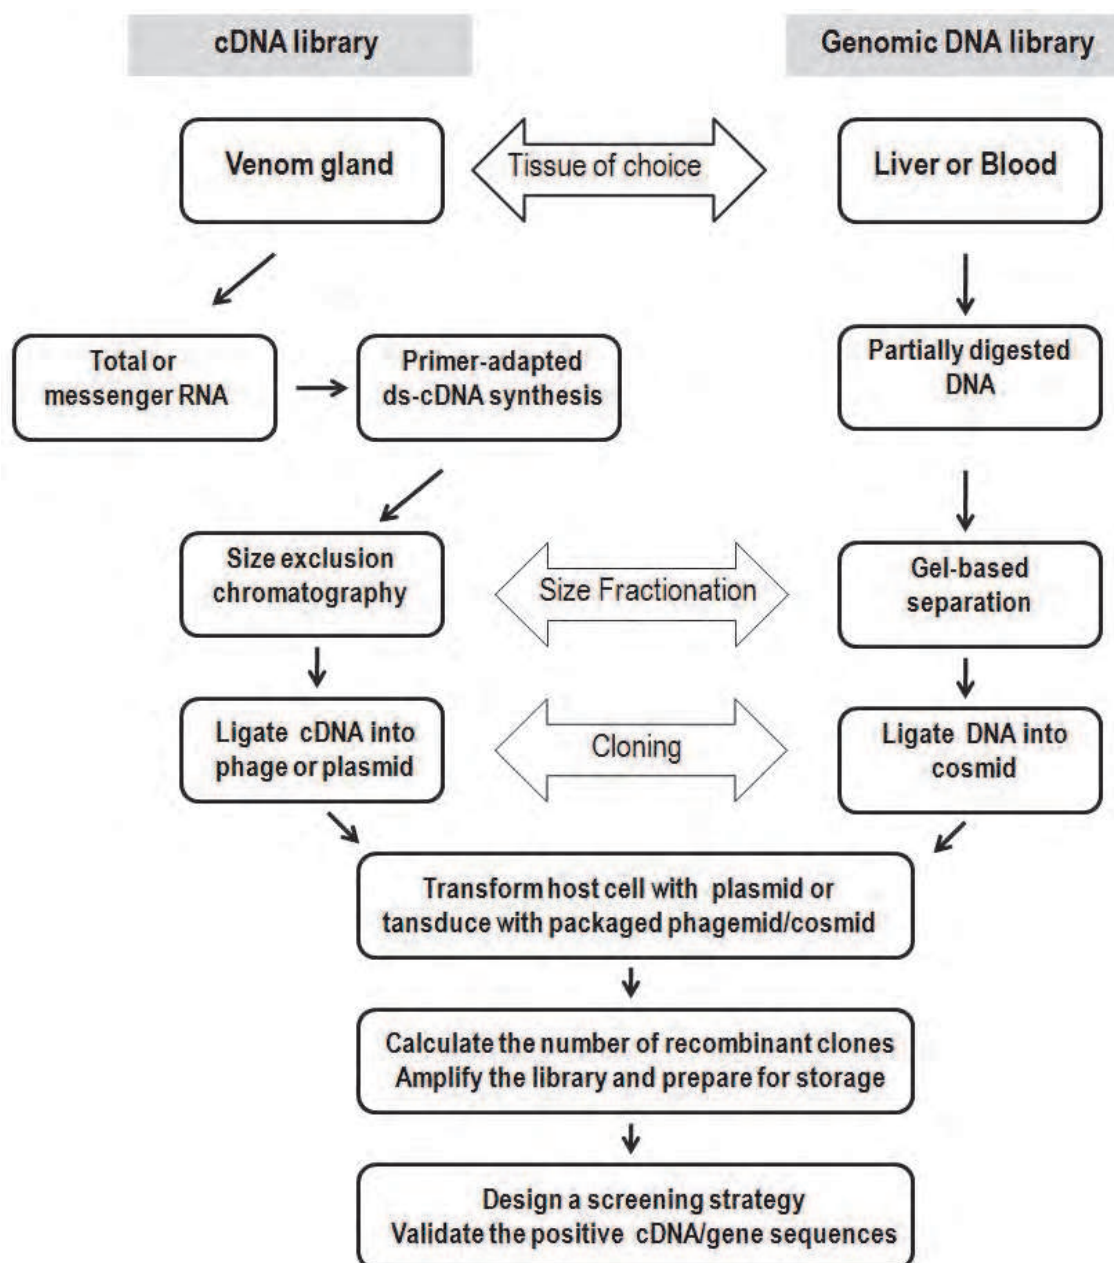 cDNA library
Genomic DNA library
Venom gland
Tissue of choice
Liver or Blood
Total or
messenger RNA
Primer-adapted
ds-cDNA synthesis
Partially digested
DNA
Size exclusion
chromatography
Size Fractionation
Gel-based
separation
Ligate cDNA into
phage or plasmid
Cloning
Ligate DNA into
cosmid
Transform host cell with plasmid or
tansduce with packaged phagemid/cosmid
Calculate the number of recombinant clones
Amplify the library and prepare for storage
Design a screening strategy
Validate the positive cDNA/gene sequences